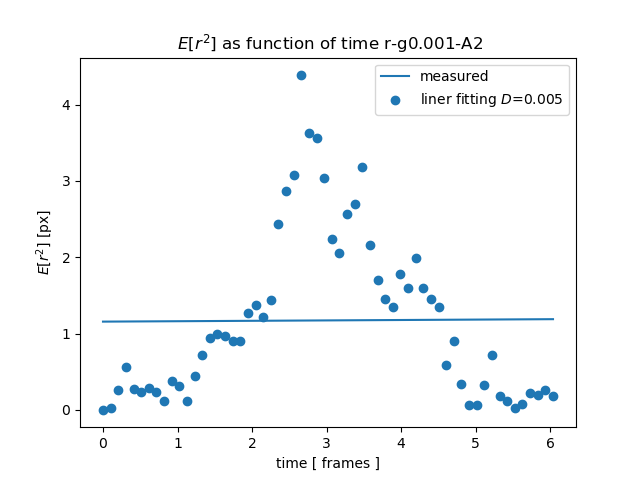 E[r²] as function of time r-g0.001-A2
measured
liner fitting D=0.005
4
3
2
1
0
E[r²] [px]
0 1 2 3 4 5 6
time [ frames ]